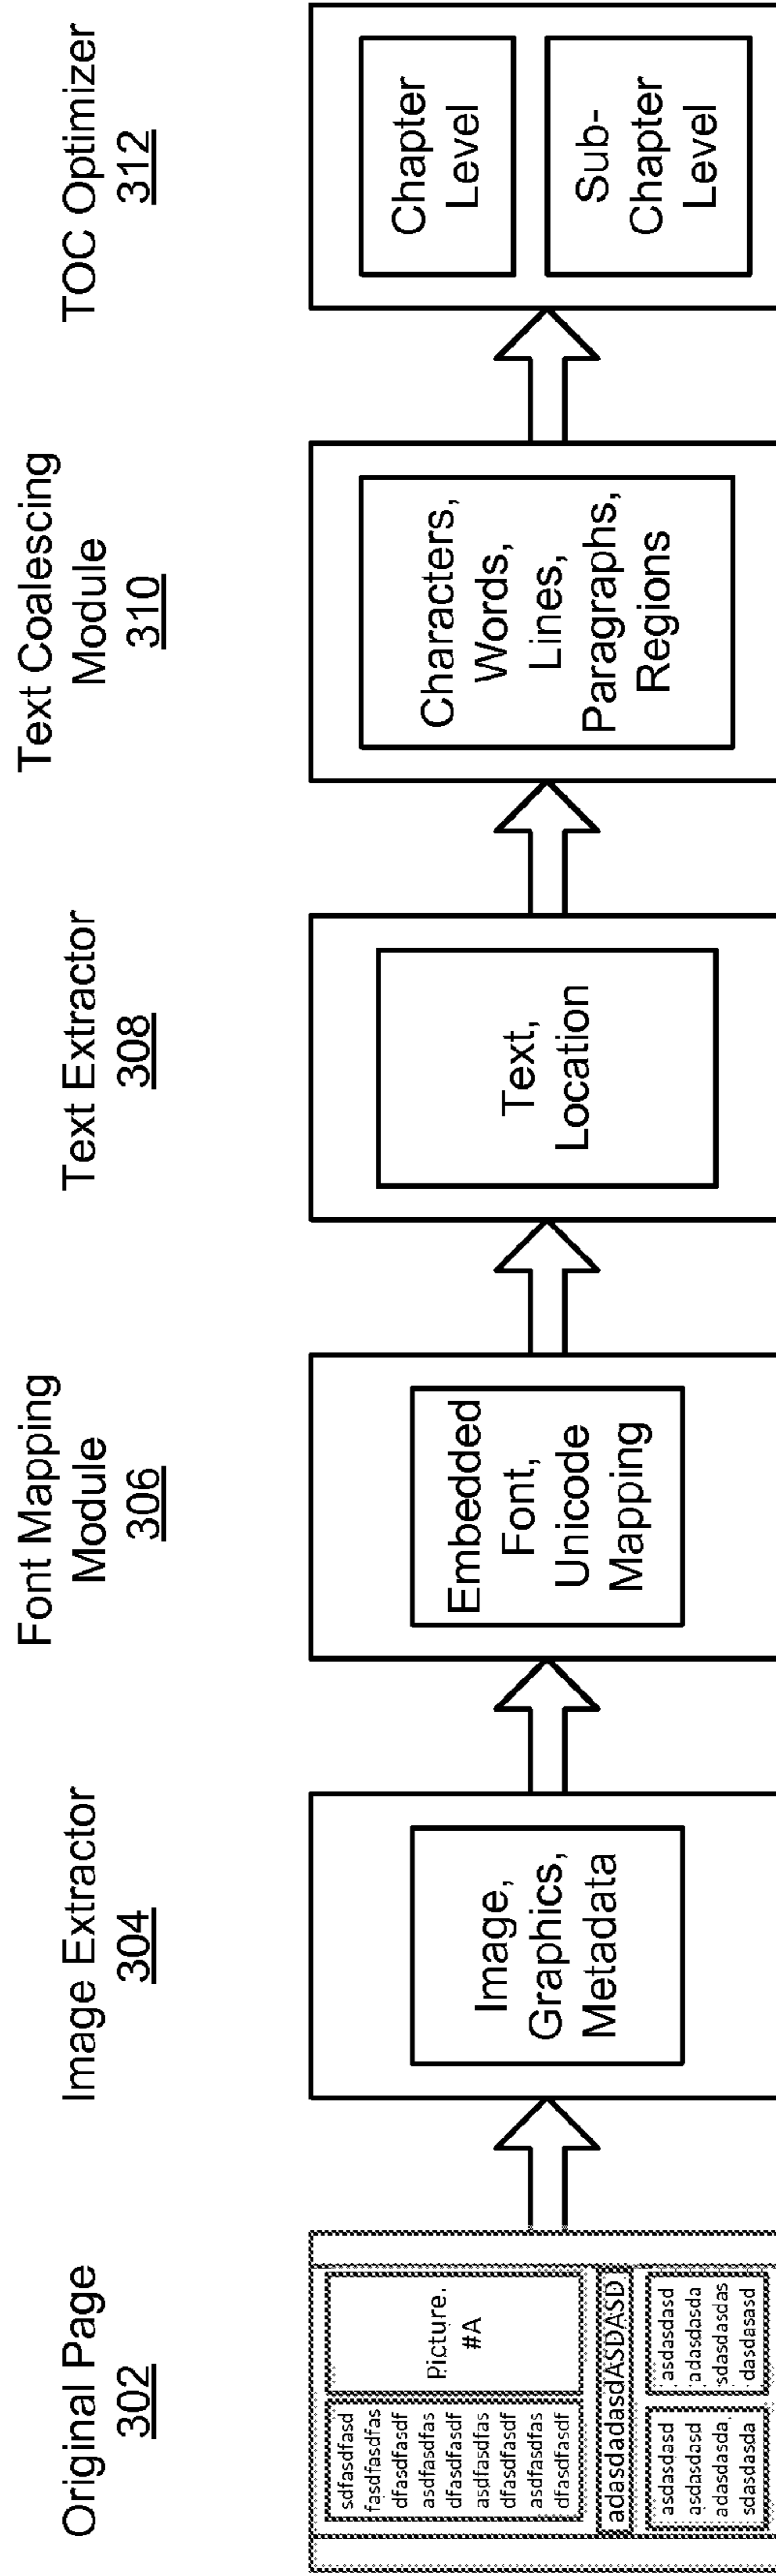 Original Page
302
sdfasdfasd
fasdfasdfas
dfasdfasdf
asdfasdfas
dfasdfasdf
asdfasdfas
dfasdfasdf
asdfasdfas
dfasdfasdf
Picture.
#A
adasdadasdASDASD
asdasdasd
asdasdasd
adasdasda,
sdasdasda
asdasdasd
adasdasda
sdasdasdas
dasdasasd
Image Extractor
304
Image,
Graphics,
Metadata
Font Mapping
Module
306
Embedded
Font,
Unicode
Mapping
Text Extractor
308
Text,
Location
Text Coalescing
Module
310
Characters,
Words,
Lines,
Paragraphs,
Regions
TOC Optimizer
312
Chapter
Level
Sub-
Chapter
Level